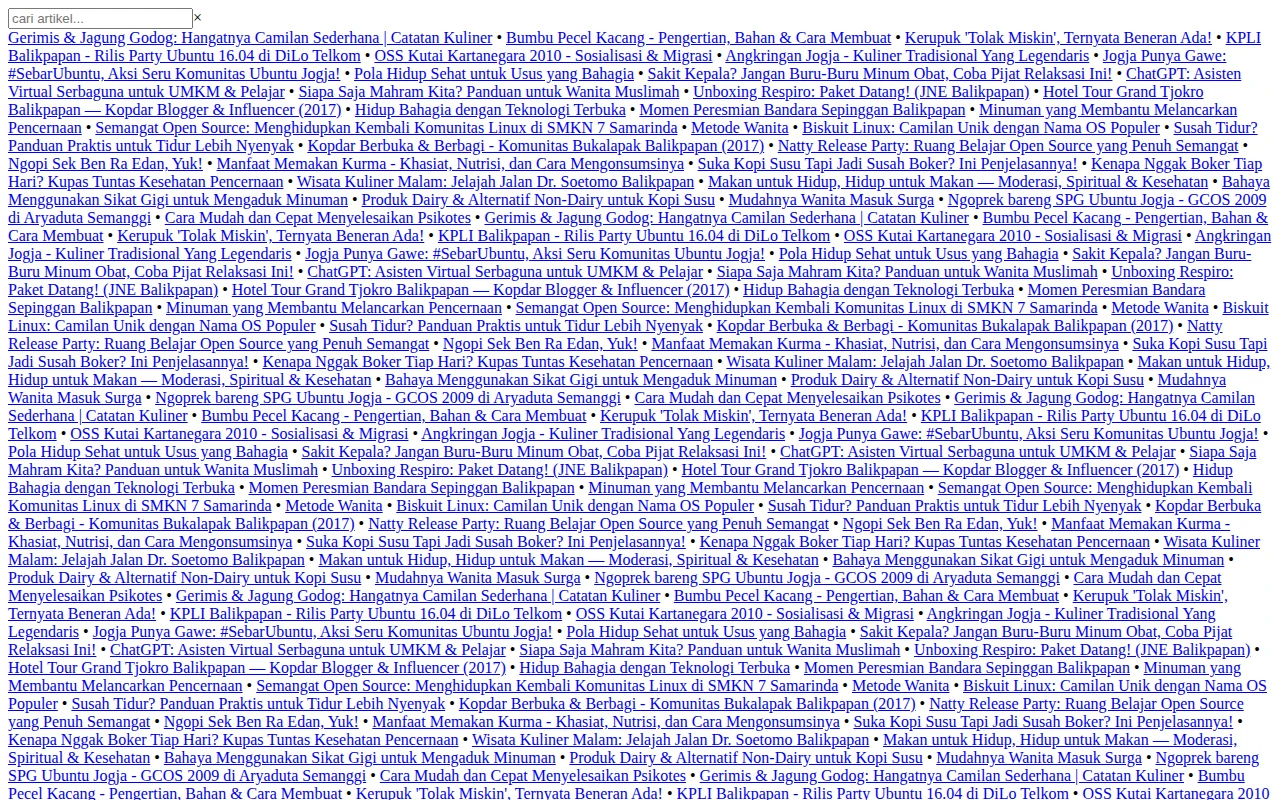 cari artikel... ×
Gerimis & Jagung Godog: Hangatnya Camilan Sederhana | Catatan Kuliner • Bumbu Pecel Kacang - Pengertian, Bahan & Cara Membuat • Kerupuk 'Tolak Miskin', Ternyata Beneran Ada! • KPLI
Balikpapan - Rilis Party Ubuntu 16.04 di DiLo Telkom • OSS Kutai Kartanegara 2010 - Sosialisasi & Migrasi • Angkringan Jogja - Kuliner Tradisional Yang Legendaris • Jogja Punya Gawe:
#SebarUbuntu, Aksi Seru Komunitas Ubuntu Jogja! • Pola Hidup Sehat untuk Usus yang Bahagia • Sakit Kepala? Jangan Buru-Buru Minum Obat, Coba Pijat Relaksasi Ini! • ChatGPT: Asisten
Virtual Serbaguna untuk UMKM & Pelajar • Siapa Saja Mahram Kita? Panduan untuk Wanita Muslimah • Unboxing Respiro: Paket Datang! (JNE Balikpapan) • Hotel Tour Grand Tjokro
Balikpapan — Kopdar Blogger & Influencer (2017) • Hidup Bahagia dengan Teknologi Terbuka • Momen Peresmian Bandara Sepinggan Balikpapan • Minuman yang Membantu Melancarkan
Pencernaan • Semangat Open Source: Menghidupkan Kembali Komunitas Linux di SMKN 7 Samarinda • Metode Wanita • Biskuit Linux: Camilan Unik dengan Nama OS Populer • Susah Tidur?
Panduan Praktis untuk Tidur Lebih Nyenyak • Kopdar Berbuka & Berbagi - Komunitas Bukalapak Balikpapan (2017) • Natty Release Party: Ruang Belajar Open Source yang Penuh Semangat •
Ngopi Sek Ben Ra Edan, Yuk! • Manfaat Memakan Kurma - Khasiat, Nutrisi, dan Cara Mengonsumsinya • Suka Kopi Susu Tapi Jadi Susah Boker? Ini Penjelasannya! • Kenapa Nggak Boker Tiap
Hari? Kupas Tuntas Kesehatan Pencernaan • Wisata Kuliner Malam: Jelajah Jalan Dr. Soetomo Balikpapan • Makan untuk Hidup, Hidup untuk Makan — Moderasi, Spiritual & Kesehatan • Bahaya
Menggunakan Sikat Gigi untuk Mengaduk Minuman • Produk Dairy & Alternatif Non-Dairy untuk Kopi Susu • Mudahnya Wanita Masuk Surga • Ngoprek bareng SPG Ubuntu Jogja - GCOS 2009
di Aryaduta Semanggi • Cara Mudah dan Cepat Menyelesaikan Psikotes • Gerimis & Jagung Godog: Hangatnya Camilan Sederhana | Catatan Kuliner • Bumbu Pecel Kacang - Pengertian, Bahan &
Cara Membuat • Kerupuk 'Tolak Miskin', Ternyata Beneran Ada! • KPLI Balikpapan - Rilis Party Ubuntu 16.04 di DiLo Telkom • OSS Kutai Kartanegara 2010 - Sosialisasi & Migrasi • Angkringan
Jogja - Kuliner Tradisional Yang Legendaris • Jogja Punya Gawe: #SebarUbuntu, Aksi Seru Komunitas Ubuntu Jogja! • Pola Hidup Sehat untuk Usus yang Bahagia • Sakit Kepala? Jangan Buru-
Buru Minum Obat, Coba Pijat Relaksasi Ini! • ChatGPT: Asisten Virtual Serbaguna untuk UMKM & Pelajar • Siapa Saja Mahram Kita? Panduan untuk Wanita Muslimah • Unboxing Respiro:
Paket Datang! (JNE Balikpapan) • Hotel Tour Grand Tjokro Balikpapan — Kopdar Blogger & Influencer (2017) • Hidup Bahagia dengan Teknologi Terbuka • Momen Peresmian Bandara
Sepinggan Balikpapan • Minuman yang Membantu Melancarkan Pencernaan • Semangat Open Source: Menghidupkan Kembali Komunitas Linux di SMKN 7 Samarinda • Metode Wanita • Biskuit
Linux: Camilan Unik dengan Nama OS Populer • Susah Tidur? Panduan Praktis untuk Tidur Lebih Nyenyak • Kopdar Berbuka & Berbagi - Komunitas Bukalapak Balikpapan (2017) • Natty
Release Party: Ruang Belajar Open Source yang Penuh Semangat • Ngopi Sek Ben Ra Edan, Yuk! • Manfaat Memakan Kurma - Khasiat, Nutrisi, dan Cara Mengonsumsinya • Suka Kopi Susu Tapi
Jadi Susah Boker? Ini Penjelasannya! • Kenapa Nggak Boker Tiap Hari? Kupas Tuntas Kesehatan Pencernaan • Wisata Kuliner Malam: Jelajah Jalan Dr. Soetomo Balikpapan • Makan untuk Hidup,
Hidup untuk Makan — Moderasi, Spiritual & Kesehatan • Bahaya Menggunakan Sikat Gigi untuk Mengaduk Minuman • Produk Dairy & Alternatif Non-Dairy untuk Kopi Susu • Mudahnya
Wanita Masuk Surga • Ngoprek bareng SPG Ubuntu Jogja - GCOS 2009 di Aryaduta Semanggi • Cara Mudah dan Cepat Menyelesaikan Psikotes • Gerimis & Jagung Godog: Hangatnya Camilan
Sederhana | Catatan Kuliner • Bumbu Pecel Kacang - Pengertian, Bahan & Cara Membuat • Kerupuk 'Tolak Miskin', Ternyata Beneran Ada! • KPLI Balikpapan - Rilis Party Ubuntu 16.04 di DiLo
Telkom • OSS Kutai Kartanegara 2010 - Sosialisasi & Migrasi • Angkringan Jogja - Kuliner Tradisional Yang Legendaris • Jogja Punya Gawe: #SebarUbuntu, Aksi Seru Komunitas Ubuntu Jogja! •
Pola Hidup Sehat untuk Usus yang Bahagia • Sakit Kepala? Jangan Buru-Buru Minum Obat, Coba Pijat Relaksasi Ini! • ChatGPT: Asisten Virtual Serbaguna untuk UMKM & Pelajar • Siapa Saja
Mahram Kita? Panduan untuk Wanita Muslimah • Unboxing Respiro: Paket Datang! (JNE Balikpapan) • Hotel Tour Grand Tjokro Balikpapan — Kopdar Blogger & Influencer (2017) • Hidup
Bahagia dengan Teknologi Terbuka • Momen Peresmian Bandara Sepinggan Balikpapan • Minuman yang Membantu Melancarkan Pencernaan • Semangat Open Source: Menghidupkan Kembali
Komunitas Linux di SMKN 7 Samarinda • Metode Wanita • Biskuit Linux: Camilan Unik dengan Nama OS Populer • Susah Tidur? Panduan Praktis untuk Tidur Lebih Nyenyak • Kopdar Berbuka
& Berbagi - Komunitas Bukalapak Balikpapan (2017) • Natty Release Party: Ruang Belajar Open Source yang Penuh Semangat • Ngopi Sek Ben Ra Edan, Yuk! • Manfaat Memakan Kurma -
Khasiat, Nutrisi, dan Cara Mengonsumsinya • Suka Kopi Susu Tapi Jadi Susah Boker? Ini Penjelasannya! • Kenapa Nggak Boker Tiap Hari? Kupas Tuntas Kesehatan Pencernaan • Wisata Kuliner
Malam: Jelajah Jalan Dr. Soetomo Balikpapan • Makan untuk Hidup, Hidup untuk Makan — Moderasi, Spiritual & Kesehatan • Bahaya Menggunakan Sikat Gigi untuk Mengaduk Minuman •
Produk Dairy & Alternatif Non-Dairy untuk Kopi Susu • Mudahnya Wanita Masuk Surga • Ngoprek bareng SPG Ubuntu Jogja - GCOS 2009 di Aryaduta Semanggi • Cara Mudah dan Cepat
Menyelesaikan Psikotes • Gerimis & Jagung Godog: Hangatnya Camilan Sederhana | Catatan Kuliner • Bumbu Pecel Kacang - Pengertian, Bahan & Cara Membuat • Kerupuk 'Tolak Miskin',
Ternyata Beneran Ada! • KPLI Balikpapan - Rilis Party Ubuntu 16.04 di DiLo Telkom • OSS Kutai Kartanegara 2010 - Sosialisasi & Migrasi • Angkringan Jogja - Kuliner Tradisional Yang
Legendaris • Jogja Punya Gawe: #SebarUbuntu, Aksi Seru Komunitas Ubuntu Jogja! • Pola Hidup Sehat untuk Usus yang Bahagia • Sakit Kepala? Jangan Buru-Buru Minum Obat, Coba Pijat
Relaksasi Ini! • ChatGPT: Asisten Virtual Serbaguna untuk UMKM & Pelajar • Siapa Saja Mahram Kita? Panduan untuk Wanita Muslimah • Unboxing Respiro: Paket Datang! (JNE Balikpapan) •
Hotel Tour Grand Tjokro Balikpapan — Kopdar Blogger & Influencer (2017) • Hidup Bahagia dengan Teknologi Terbuka • Momen Peresmian Bandara Sepinggan Balikpapan • Minuman yang
Membantu Melancarkan Pencernaan • Semangat Open Source: Menghidupkan Kembali Komunitas Linux di SMKN 7 Samarinda • Metode Wanita • Biskuit Linux: Camilan Unik dengan Nama OS
Populer • Susah Tidur? Panduan Praktis untuk Tidur Lebih Nyenyak • Kopdar Berbuka & Berbagi - Komunitas Bukalapak Balikpapan (2017) • Natty Release Party: Ruang Belajar Open Source
yang Penuh Semangat • Ngopi Sek Ben Ra Edan, Yuk! • Manfaat Memakan Kurma - Khasiat, Nutrisi, dan Cara Mengonsumsinya • Suka Kopi Susu Tapi Jadi Susah Boker? Ini Penjelasannya! •
Kenapa Nggak Boker Tiap Hari? Kupas Tuntas Kesehatan Pencernaan • Wisata Kuliner Malam: Jelajah Jalan Dr. Soetomo Balikpapan • Makan untuk Hidup, Hidup untuk Makan — Moderasi,
Spiritual & Kesehatan • Bahaya Menggunakan Sikat Gigi untuk Mengaduk Minuman • Produk Dairy & Alternatif Non-Dairy untuk Kopi Susu • Mudahnya Wanita Masuk Surga • Ngoprek bareng
SPG Ubuntu Jogja - GCOS 2009 di Aryaduta Semanggi • Cara Mudah dan Cepat Menyelesaikan Psikotes • Gerimis & Jagung Godog: Hangatnya Camilan Sederhana | Catatan Kuliner • Bumbu
Pecel Kacang - Pengertian, Bahan & Cara Membuat • Kerupuk 'Tolak Miskin', Ternyata Beneran Ada! • KPLI Balikpapan - Rilis Party Ubuntu 16.04 di DiLo Telkom • OSS Kutai Kartanegara 2010